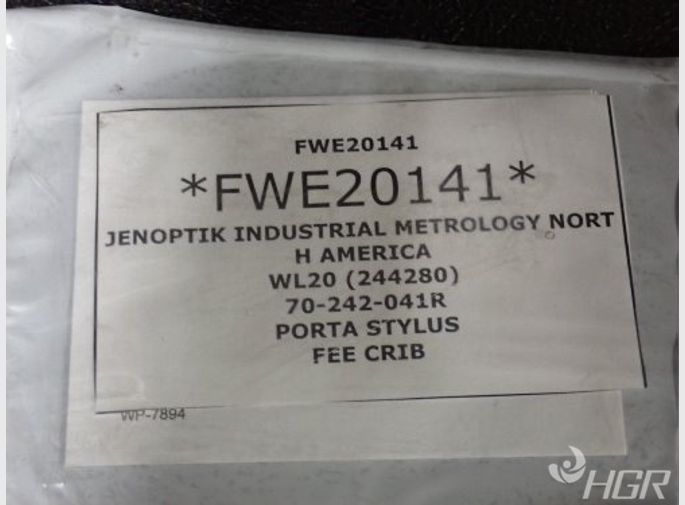 FWE20141
*FWE20141*
JENOPTIK INDUSTRIAL METROLOGY NORT
H AMERICA
WL20 (244280)
70-242-041R
PORTA STYLUS
FEE CRIB
WP-7894
HGR